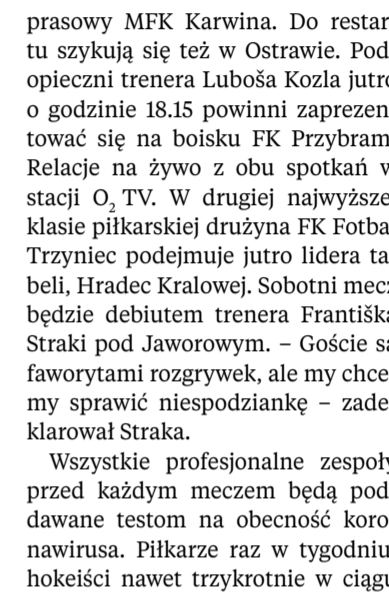 prasowy MFK Karwina. Do restar
tu szykują się też w Ostrawie. Pod
opieczni trenera Luboša Kozla jutro
o godzinie 18.15 powinni zaprezen
tować się na boisku FK Przybram
Relacje na żywo z obu spotkań w
stacji O₂ TV. W drugiej najwyższe
klasie piłkarskiej drużyna FK Fotba
Trzyniec podejmuje jutro lidera ta
beli, Hradec Kralowej. Sobotni mecz
będzie debiutem trenera Františka
Straki pod Jaworowym. – Goście są
faworytami rozgrywek, ale my chce
my sprawić niespodziankę – zade
klarował Straka.
Wszystkie profesjonalne zespoły
przed każdym meczem będą pod
dawane testom na obecność koro
nawirusa. Piłkarze raz w tygodniu
hokeiści nawet trzykrotnie w ciągu